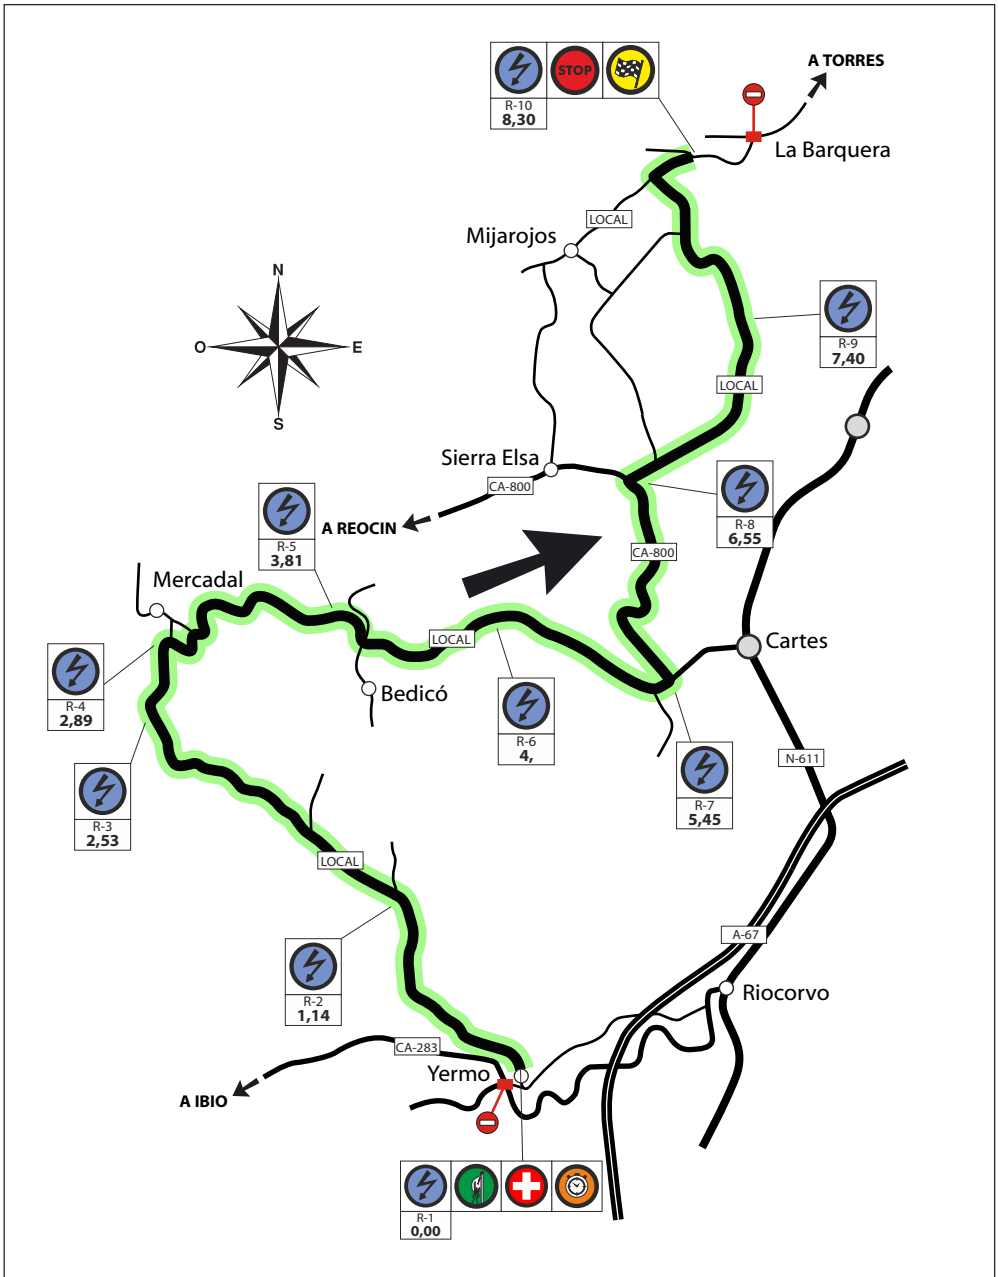 A TORRES
STOP
R-10
8,30
La Barquera
LOCAL
Mijarojos
N
O
E
S
R-9
7,40
LOCAL
Sierra Elsa
CA-800
R-8
6,55
A REOCIN
R-5
3,81
CA-800
Mercadal
LOCAL
Cartes
R-4
2,89
Bedicó
R-6
4,
N-611
R-7
5,45
R-3
2,53
LOCAL
A-67
R-2
1,14
Riocorvo
CA-283
Yermo
A IBIO
R-1
0,00